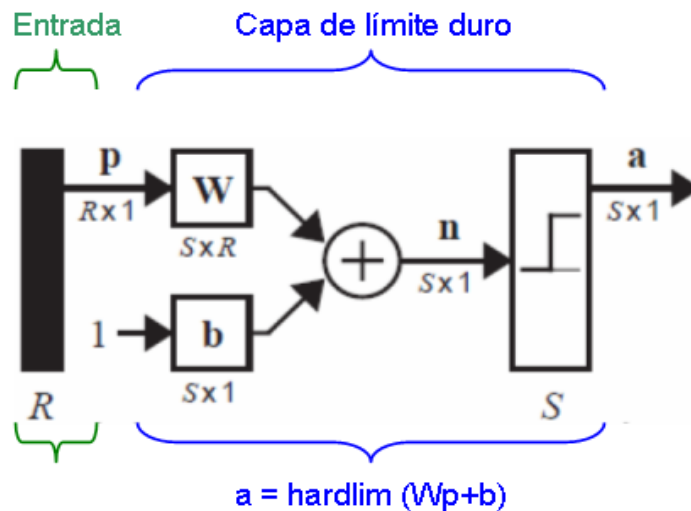 Entrada
Capa de límite duro
p
a
Rx1
W
n
Sx1
SxR
Sx1
1
b
Sx1
R
S
a = hardlim (Wp+b)